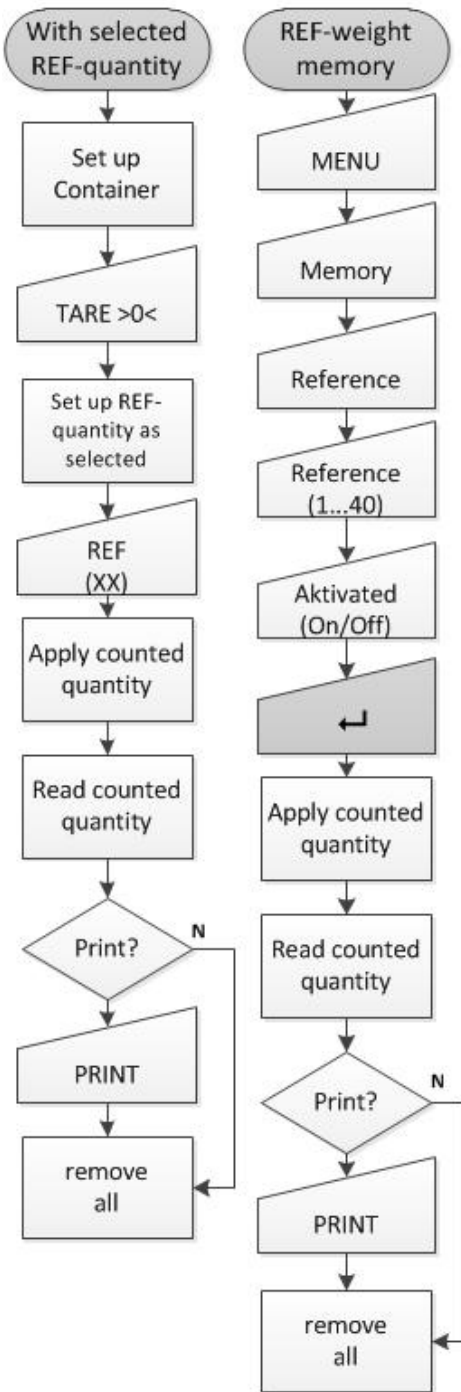 With selected
REF-quantity
Set up
Container
TARE >0<
Set up REF-
quantity as
selected
REF
(XX)
Apply counted
quantity
Read counted
quantity
Print?
N
PRINT
remove
all
REF-weight
memory
MENU
Memory
Reference
Reference
(1...40)
Aktivated
(On/Off)
↵
Apply counted
quantity
Read counted
quantity
Print?
N
PRINT
remove
all